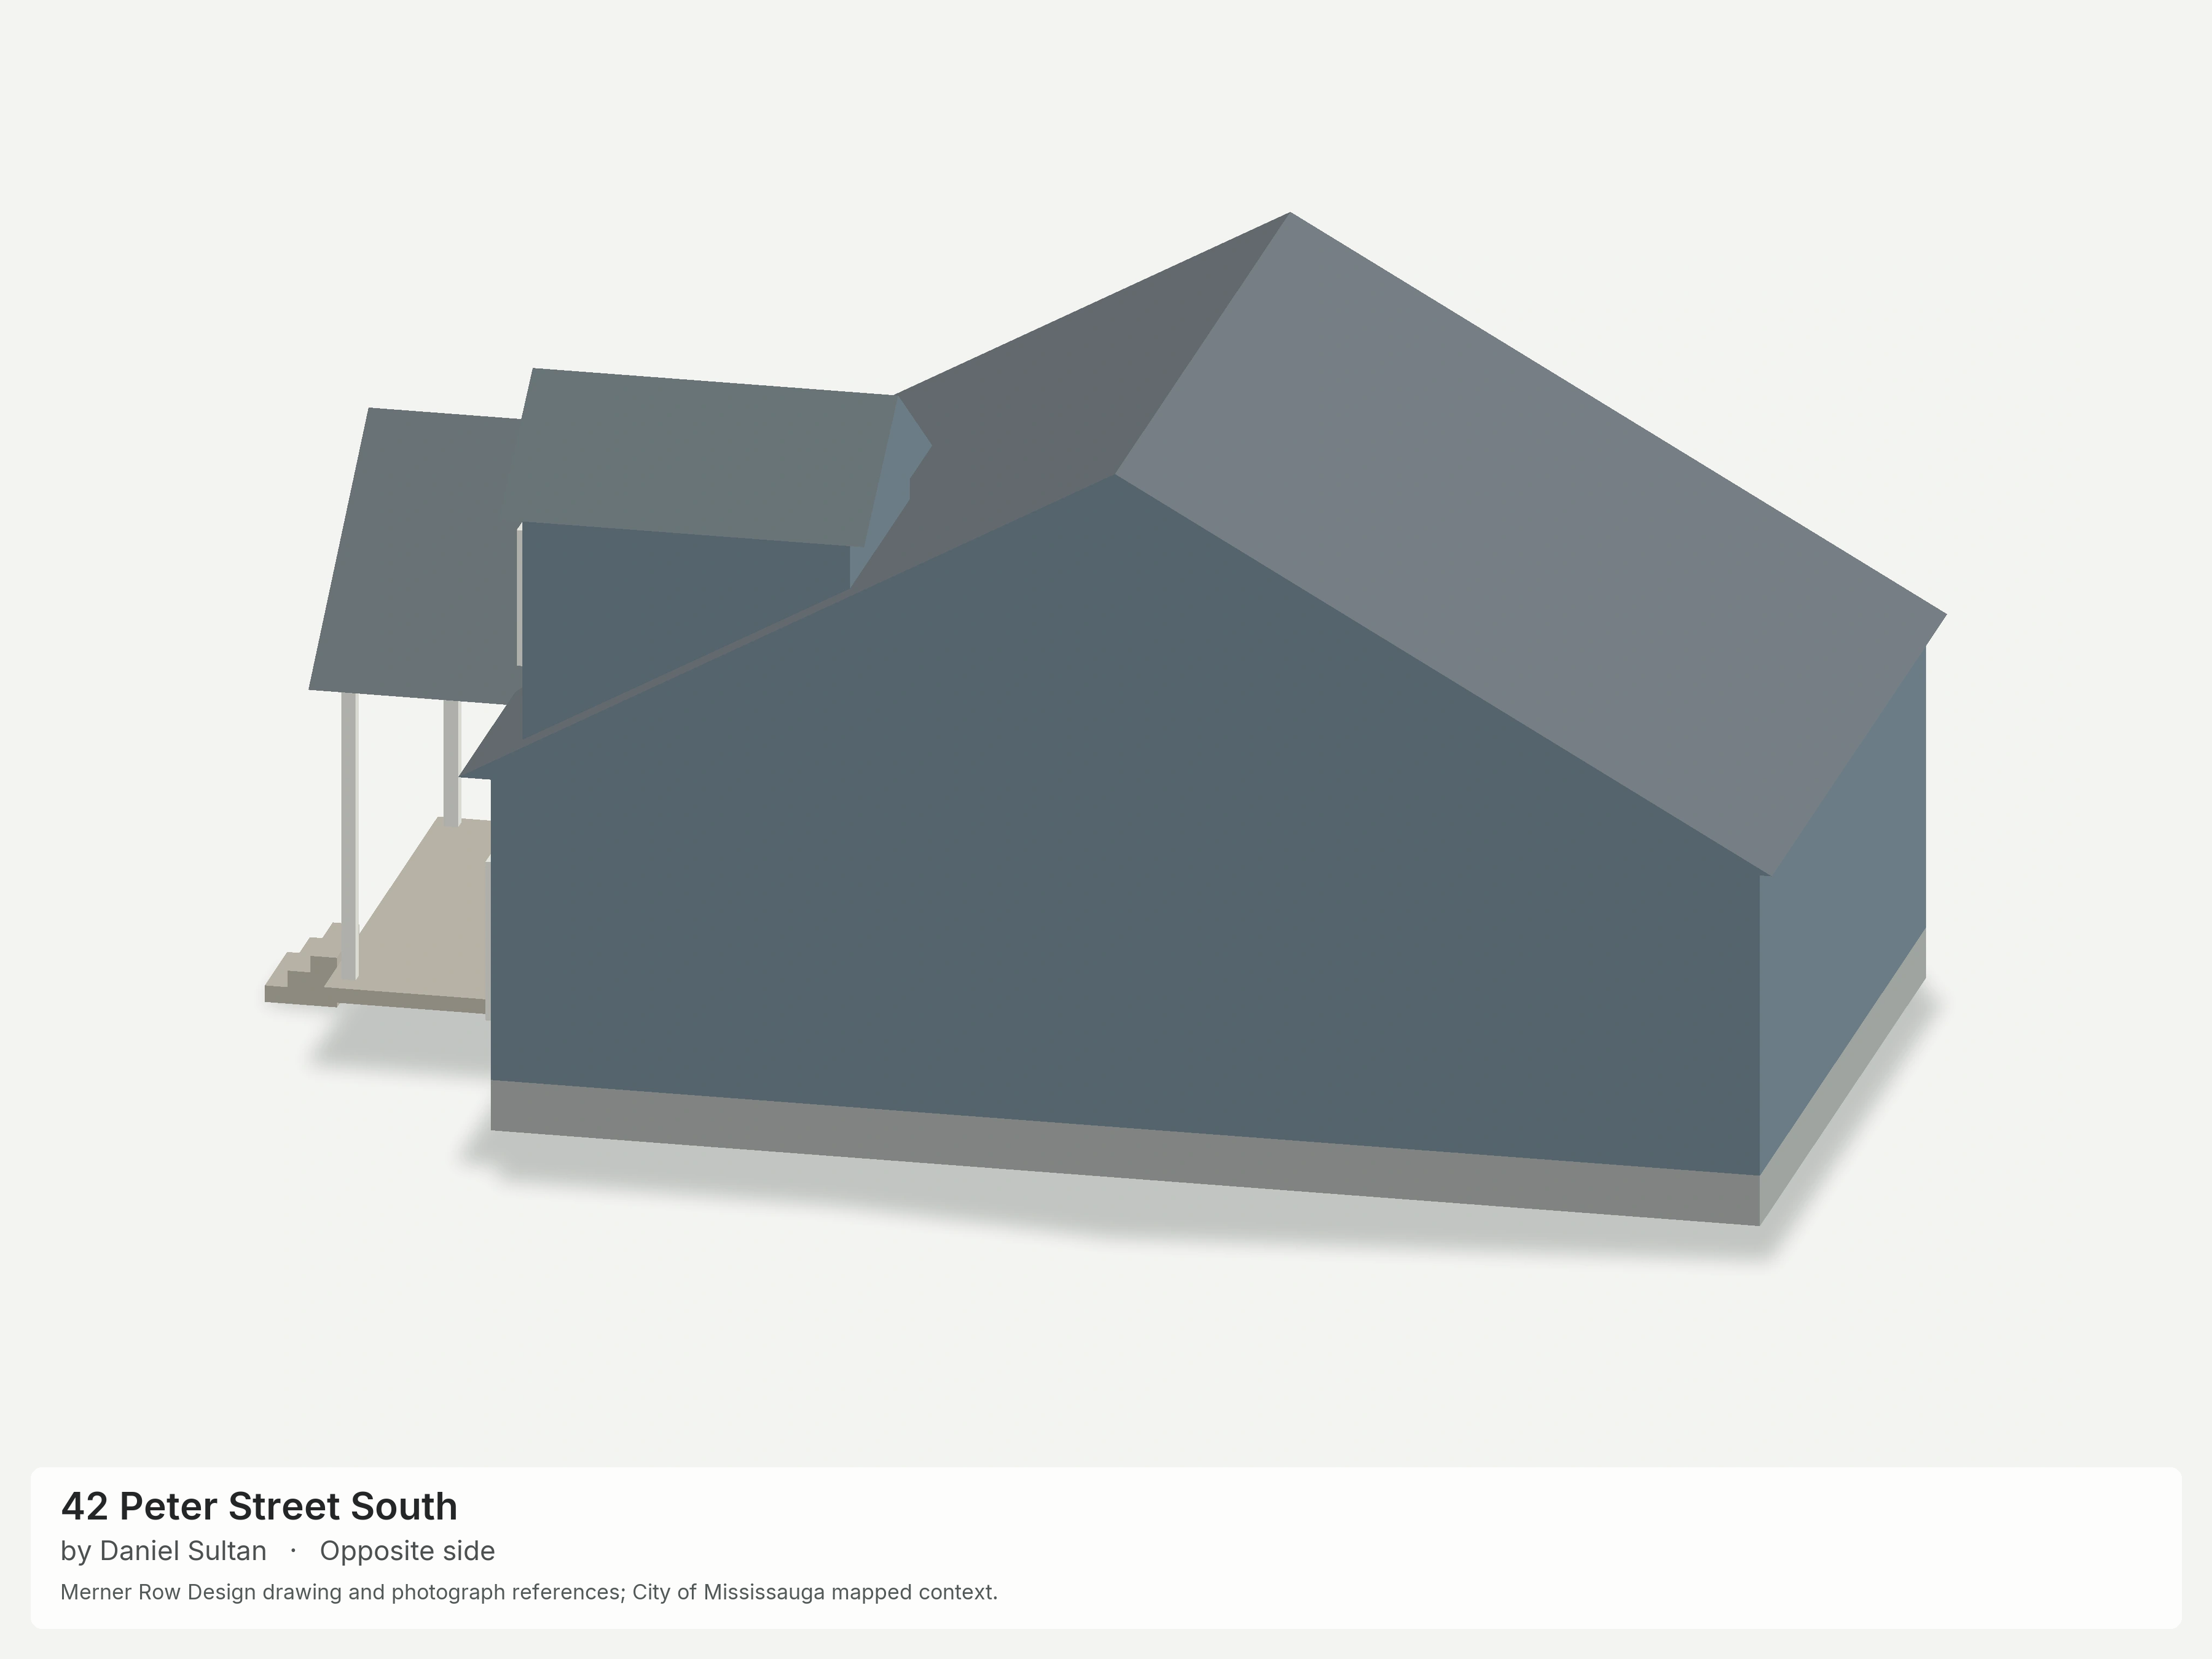 42 Peter Street South
by Daniel Sultan · Opposite side
Merner Row Design drawing and photograph references; City of Mississauga mapped context.